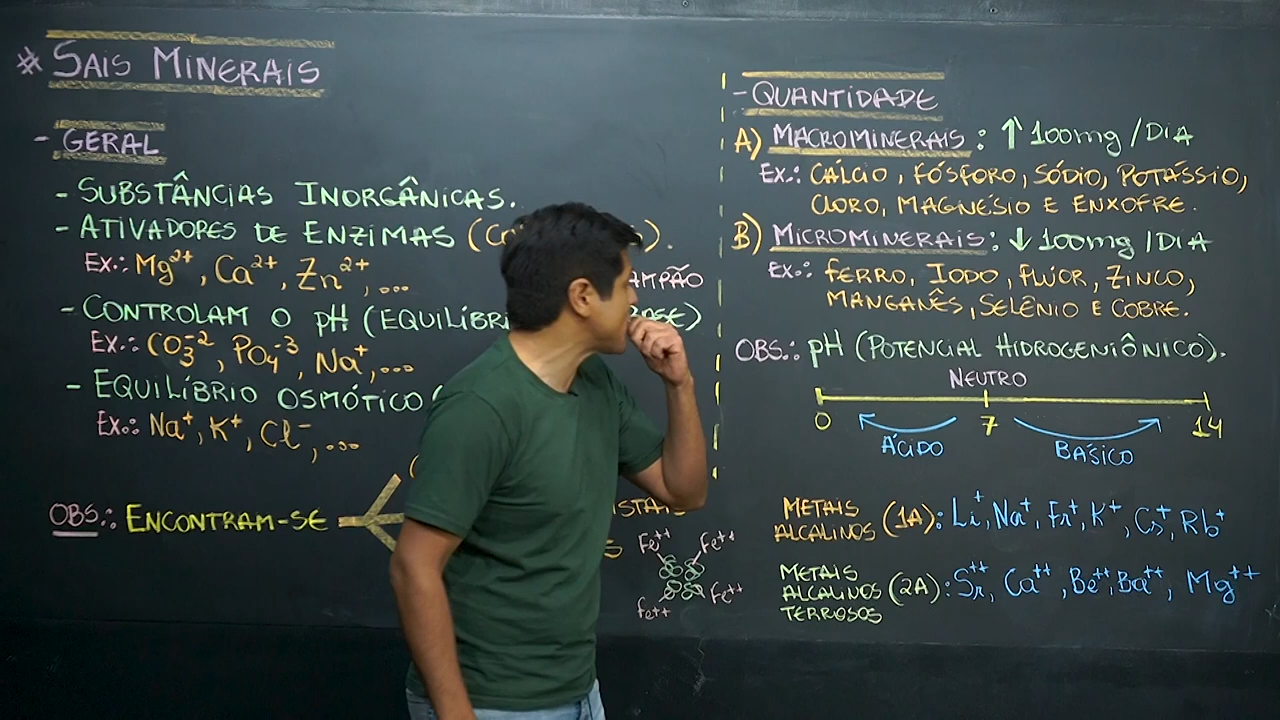 # SAIS MINERAIS
- GERAL
- SUBSTÂNCIAS INORGÂNICAS.
- ATIVADORES DE ENZIMAS
EX.: Mg²⁺, Ca²⁺, Zn²⁺, ...
AMPÃO
- CONTROLAM O pH (EQUILÍBRI
EX.: CO₃⁻², PO₄⁻³, Na⁺, ...
- EQUILÍBRIO OSMÓTICO (
EX.: Na⁺, K⁺, Cl⁻, ...
OBS.: ENCONTRAM-SE
ISTAIS
Fe⁺⁺ Fe⁺⁺
Fe⁺⁺ Fe⁺⁺
- QUANTIDADE
A) MACROMINERAIS: ↑ 100mg/DIA
EX.: CÁLCIO, FÓSFORO, SÓDIO, POTÁSSIO,
CLORO, MAGNÉSIO E ENXOFRE.
B) MICROMINERAIS: ↓ 100mg/DIA
EX.: FERRO, IODO, FLÚOR, ZINCO,
MANGANÊS, SELÊNIO E COBRE.
OBS.: pH (POTENCIAL HIDROGENIÔNICO).
NEUTRO
0 7 14
ÁCIDO BÁSICO
METAIS
ALCALINOS (1A): Li⁺, Na⁺, Fr⁺, K⁺, Cs⁺, Rb⁺
METAIS
ALCALINOS (2A): Sr⁺⁺, Ca⁺⁺, Be⁺⁺, Ba⁺⁺, Mg⁺⁺
TERROSOS